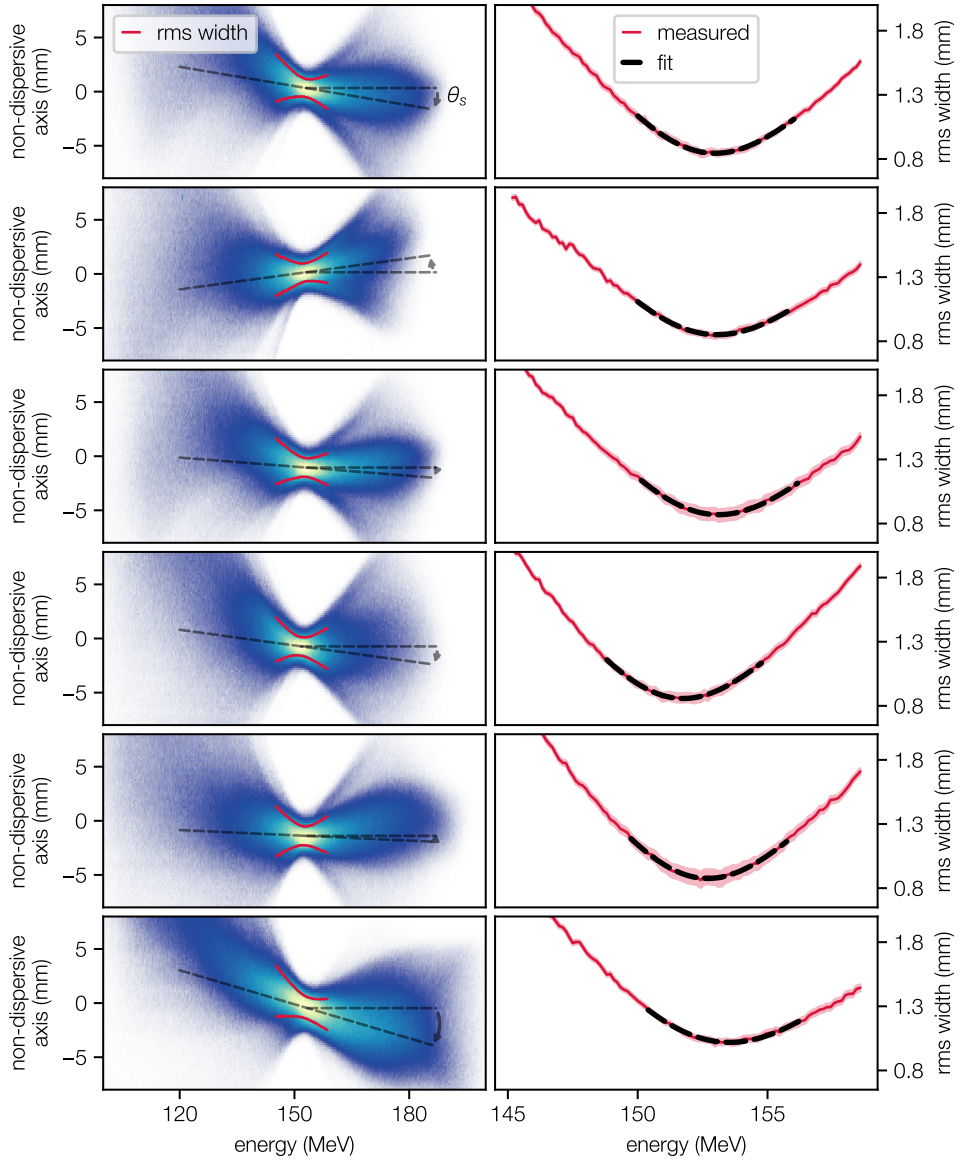 rms width
measured
fit
θs
5
0
−5
non-dispersive
axis (mm)
1.8
1.3
0.8
rms width (mm)
5
0
−5
non-dispersive
axis (mm)
1.8
1.3
0.8
rms width (mm)
5
0
−5
non-dispersive
axis (mm)
1.8
1.3
0.8
rms width (mm)
5
0
−5
non-dispersive
axis (mm)
1.8
1.3
0.8
rms width (mm)
5
0
−5
non-dispersive
axis (mm)
1.8
1.3
0.8
rms width (mm)
5
0
−5
non-dispersive
axis (mm)
1.8
1.3
0.8
rms width (mm)
120 150 180
energy (MeV)
145 150 155
energy (MeV)